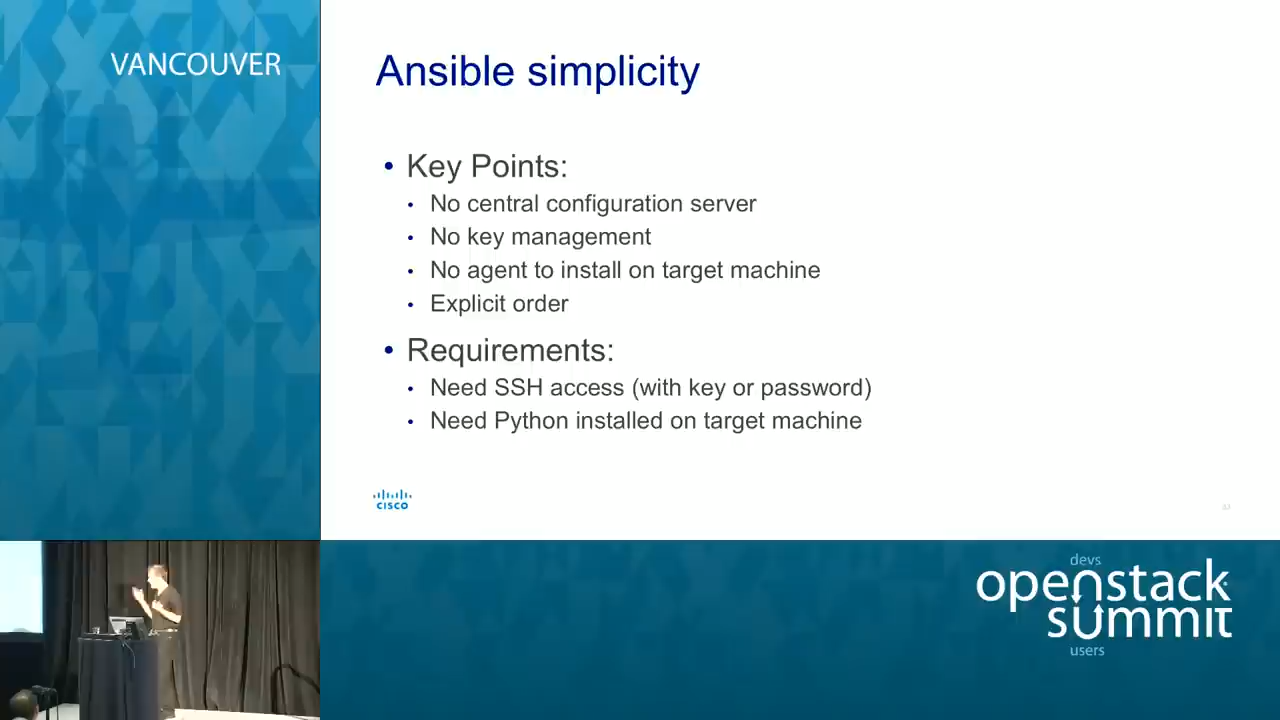 VANCOUVER
Ansible simplicity
• Key Points:
• No central configuration server
• No key management
• No agent to install on target machine
• Explicit order
• Requirements:
• Need SSH access (with key or password)
• Need Python installed on target machine
CISCO
devs
openstack
summit
users